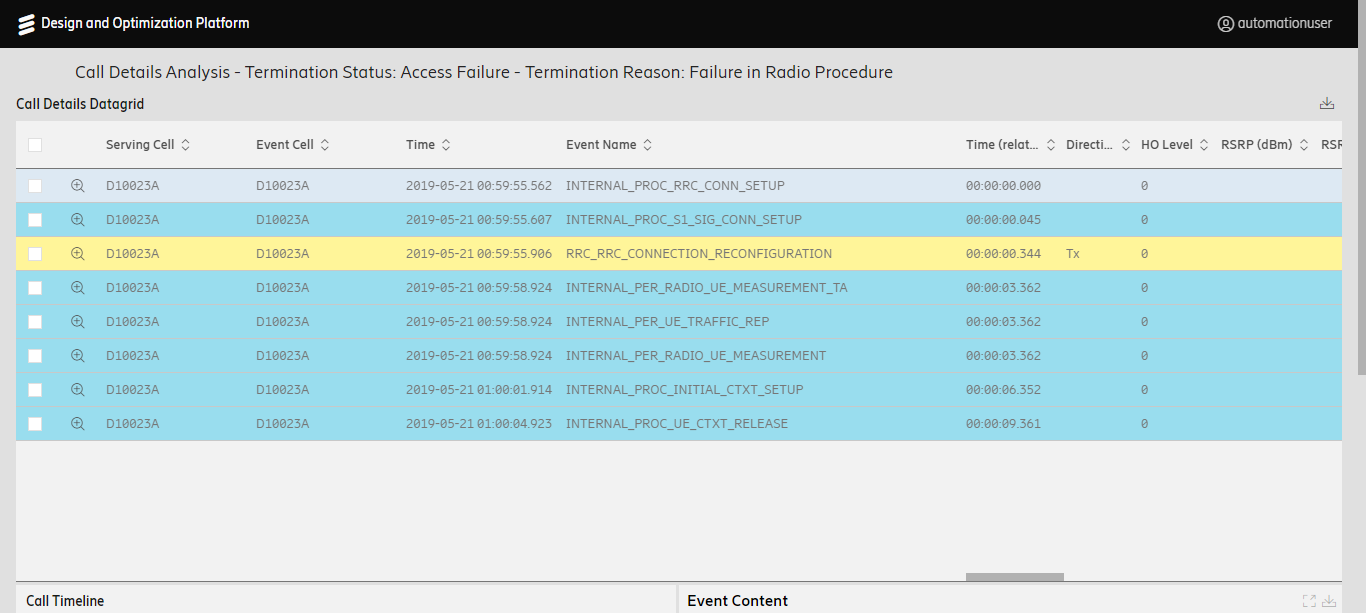 Design and Optimization Platform automationuser
Call Details Analysis - Termination Status: Access Failure - Termination Reason: Failure in Radio Procedure
Call Details Datagrid
Serving Cell Event Cell Time Event Name Time (relat... Directi... HO Level RSRP (dBm) RSR
D10023A D10023A 2019-05-21 00:59:55.562 INTERNAL_PROC_RRC_CONN_SETUP 00:00:00.000 0
D10023A D10023A 2019-05-21 00:59:55.607 INTERNAL_PROC_S1_SIG_CONN_SETUP 00:00:00.045 0
D10023A D10023A 2019-05-21 00:59:55.906 RRC_RRC_CONNECTION_RECONFIGURATION 00:00:00.344 Tx 0
D10023A D10023A 2019-05-21 00:59:58.924 INTERNAL_PER_RADIO_UE_MEASUREMENT_TA 00:00:03.362 0
D10023A D10023A 2019-05-21 00:59:58.924 INTERNAL_PER_UE_TRAFFIC_REP 00:00:03.362 0
D10023A D10023A 2019-05-21 00:59:58.924 INTERNAL_PER_RADIO_UE_MEASUREMENT 00:00:03.362 0
D10023A D10023A 2019-05-21 01:00:01.914 INTERNAL_PROC_INITIAL_CTXT_SETUP 00:00:06.352 0
D10023A D10023A 2019-05-21 01:00:04.923 INTERNAL_PROC_UE_CTXT_RELEASE 00:00:09.361 0
Call Timeline Event Content